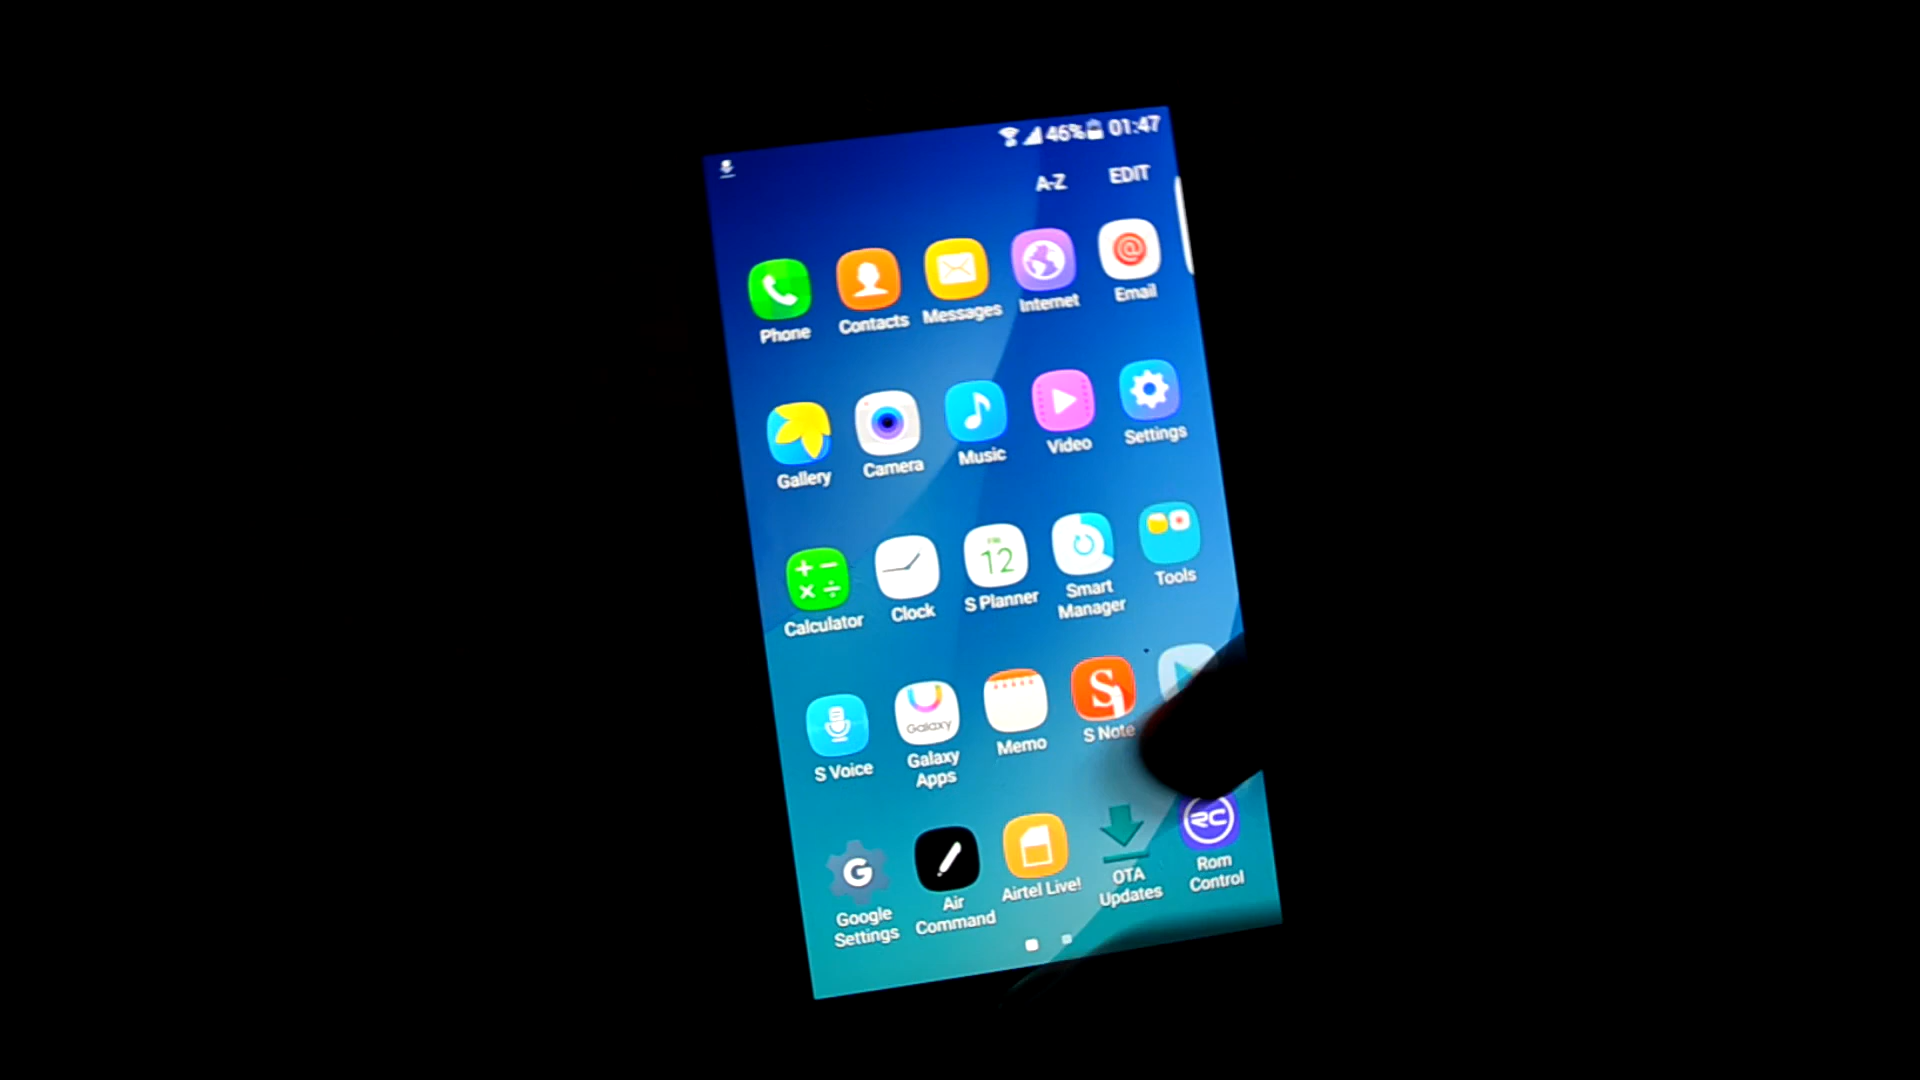 46% 01:47
A-Z EDIT
Phone Contacts Messages Internet Email
Gallery Camera Music Video Settings
12
Calculator Clock S Planner Smart Manager Tools
Galaxy
S Voice Galaxy Apps Memo S Note
G RC
Google Settings Air Command Airtel Live! OTA Updates Rom Control